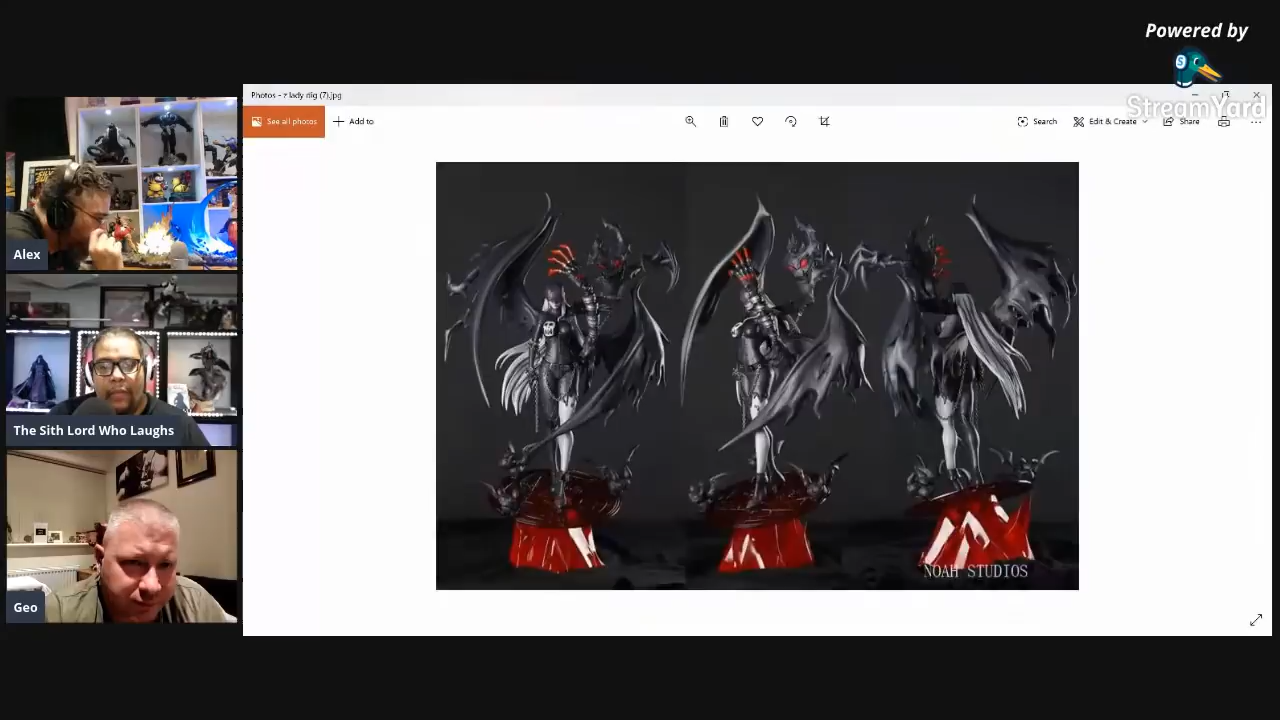 Powered by
StreamYard
Photos - z lady rilig (7).jpg
See all photos
Add to
Search
Edit & Create
Share
Alex
The Sith Lord Who Laughs
Geo
NOAH STUDIOS